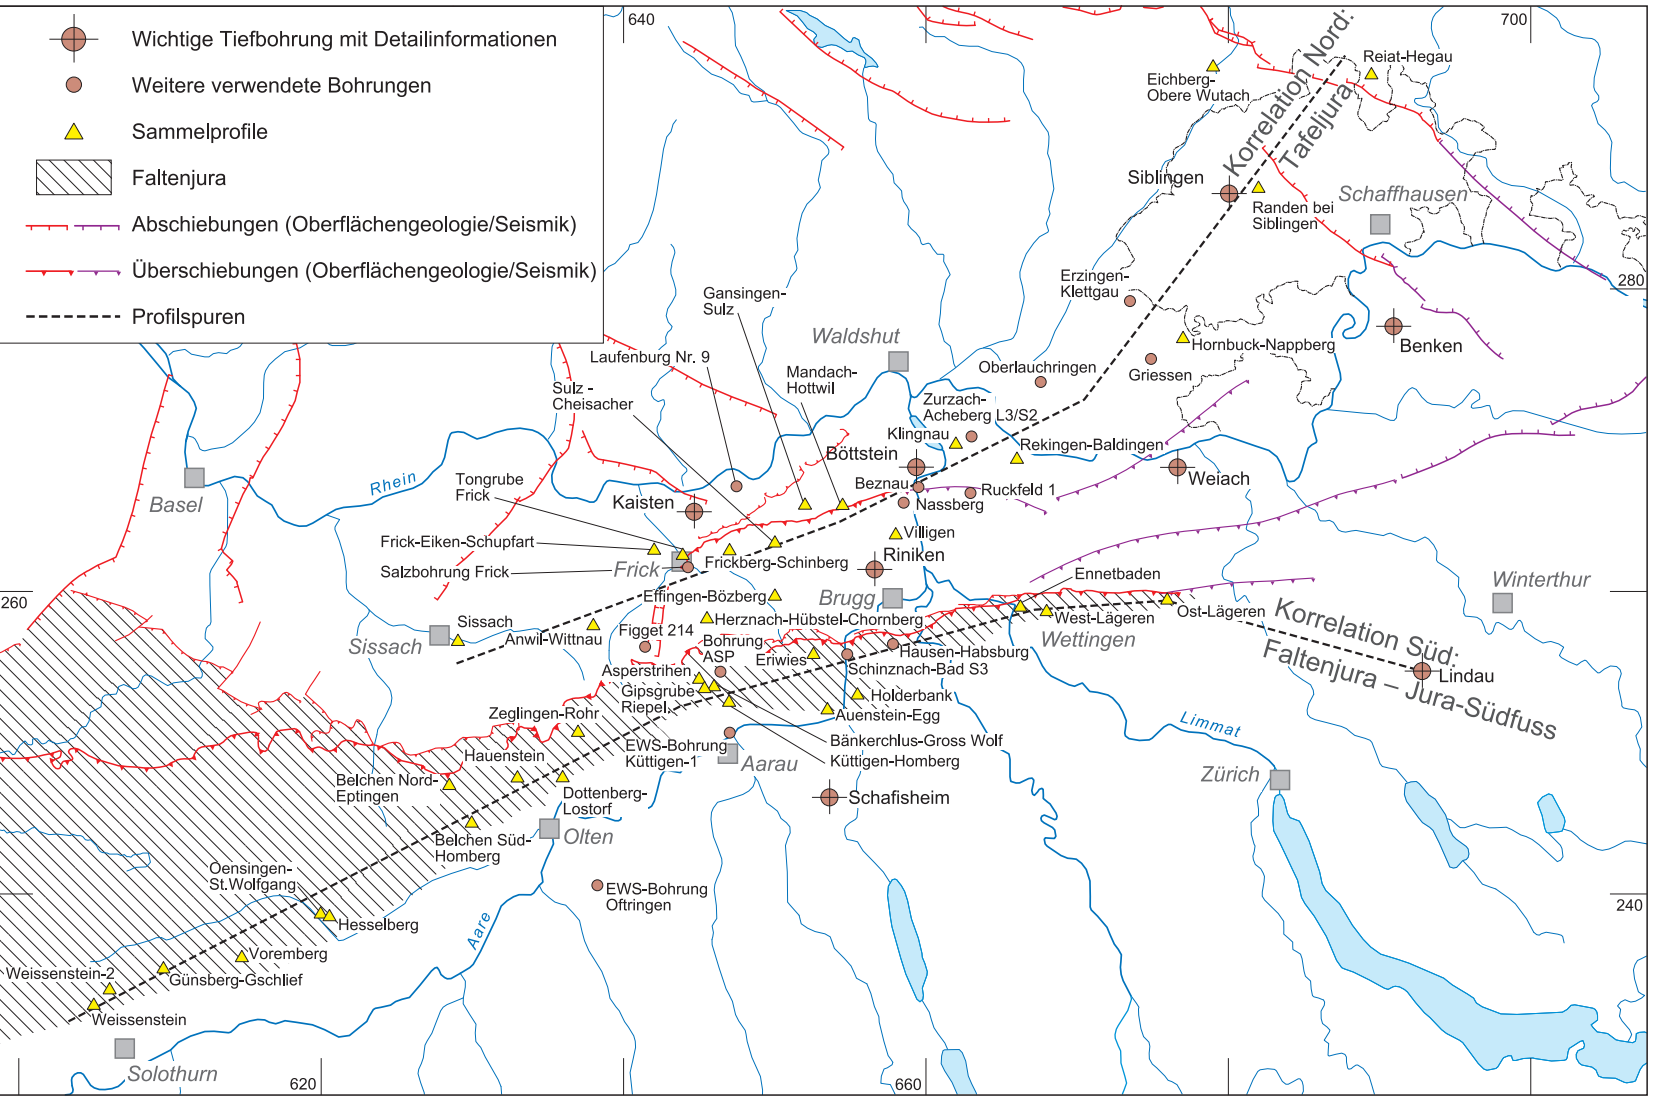 Wichtige Tiefbohrung mit Detailinformationen
Weitere verwendete Bohrungen
Sammelprofile
Faltenjura
Abschiebungen (Oberflächengeologie/Seismik)
Überschiebungen (Oberflächengeologie/Seismik)
Profilspuren
640
700
Reiat-Hegau
Eichberg-
Obere Wutach
Korrelation Nord:
Tafeljura
Siblingen
Randen bei
Siblingen
Schaffhausen
280
Erzingen-
Klettgau
Gansingen-
Sulz
Waldshut
Laufenburg Nr. 9
Mandach-
Hottwil
Oberlauchringen
Hornbuck-Nappberg
Griessen
Benken
Sulz -
Cheisacher
Zurzach-
Acheberg L3/S2
Klingnau
Rekingen-Baldingen
Böttstein
Weiach
Beznau
Ruckfeld 1
Nassberg
Basel
Rhein
Tongrube
Frick
Kaisten
Villigen
Frick-Eiken-Schupfart
Salzbohrung Frick
Frick
Frickberg-Schinberg
Riniken
Ennetbaden
Winterthur
260
Effingen-Bözberg
Brugg
Herznach-Hübstel-Chornberg
West-Lägeren
Ost-Lägeren
Sissach
Sissach
Anwil-Wittnau
Figget 214
Bohrung
ASP
Eriwies
Hausen-Habsburg
Schinznach-Bad S3
Wettingen
Korrelation Süd:
Faltenjura – Jura-Südfuss
Lindau
Asperstrihen
Gipsgrube
Riepel
Holderbank
Auenstein-Egg
Zeglingen-Rohr
Hauenstein
EWS-Bohrung
Küttigen-1
Bänkerchlus-Gross Wolf
Küttigen-Homberg
Aarau
Limmat
Zürich
Belchen Nord-
Eptingen
Dottenberg-
Lostorf
Schafisheim
Belchen Süd-
Homberg
Olten
Oensingen-
St.Wolfgang
EWS-Bohrung
Oftringen
240
Hesselberg
Aare
Voremberg
Weissenstein-2
Günsberg-Gschlief
Weissenstein
Solothurn
620
660